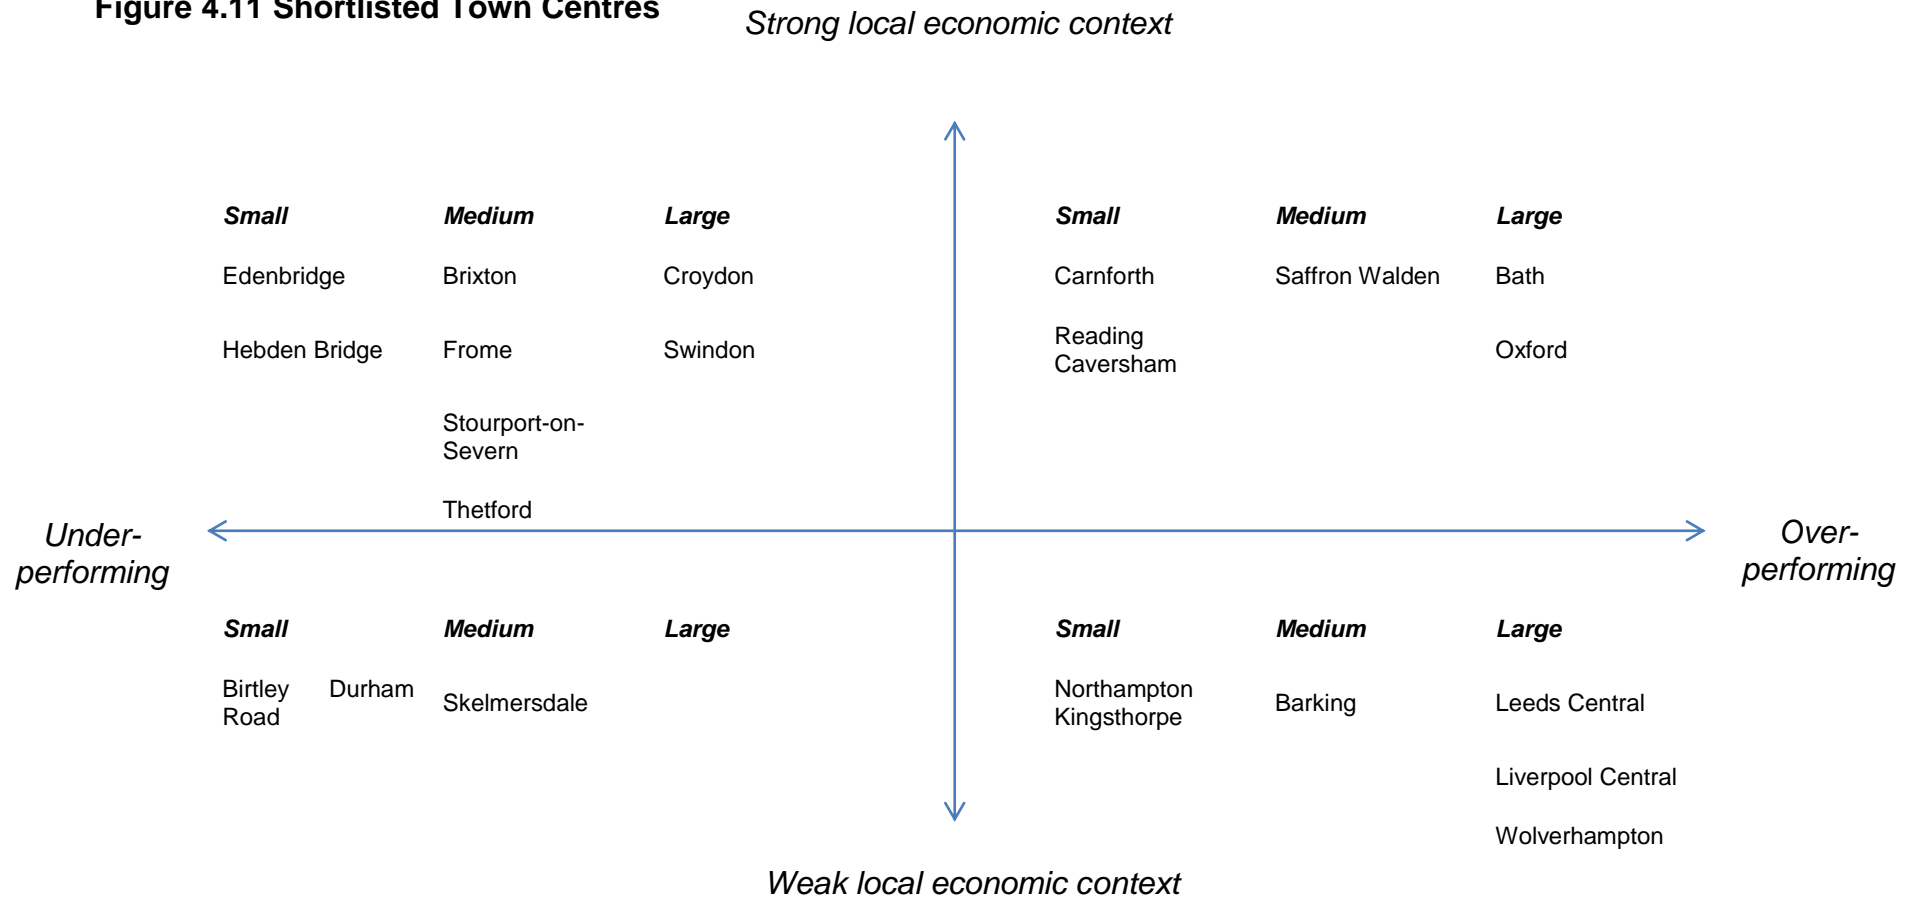 Figure 4.11 Shortlisted Town Centres
Strong local economic context
Small Medium Large
Edenbridge Brixton Croydon
Hebden Bridge Frome Swindon
Stourport-on-
Severn
Thetford
Small Medium Large
Carnforth Saffron Walden Bath
Reading
Caversham
Oxford
Under-
performing
Over-
performing
Small Medium Large
Birtley Durham
Road
Skelmersdale
Small Medium Large
Northampton
Kingsthorpe
Barking Leeds Central
Liverpool Central
Wolverhampton
Weak local economic context